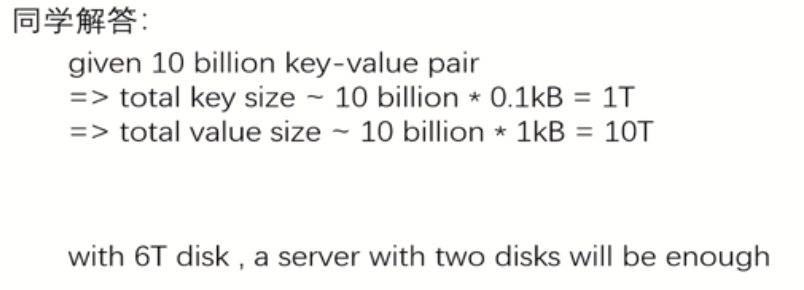 同学解答:
given 10 billion key-value pair
=> total key size ~ 10 billion * 0.1kB = 1T
=> total value size ~ 10 billion * 1kB = 10T
with 6T disk , a server with two disks will be enough